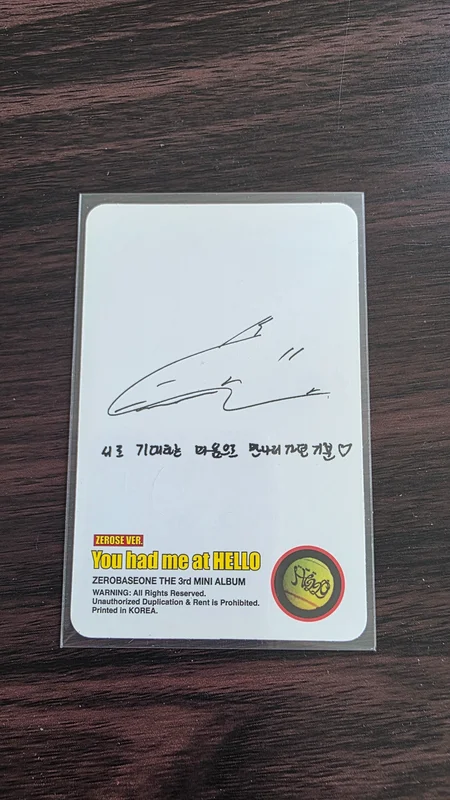 서로 기대하는 마음으로 만나러 가던 기분♡
ZEROSE VER.
You had me at HELLO
ZEROBASEONE THE 3rd MINI ALBUM
WARNING: All Rights Reserved.
Unauthorized Duplication & Rent is Prohibited.
Printed in KOREA.